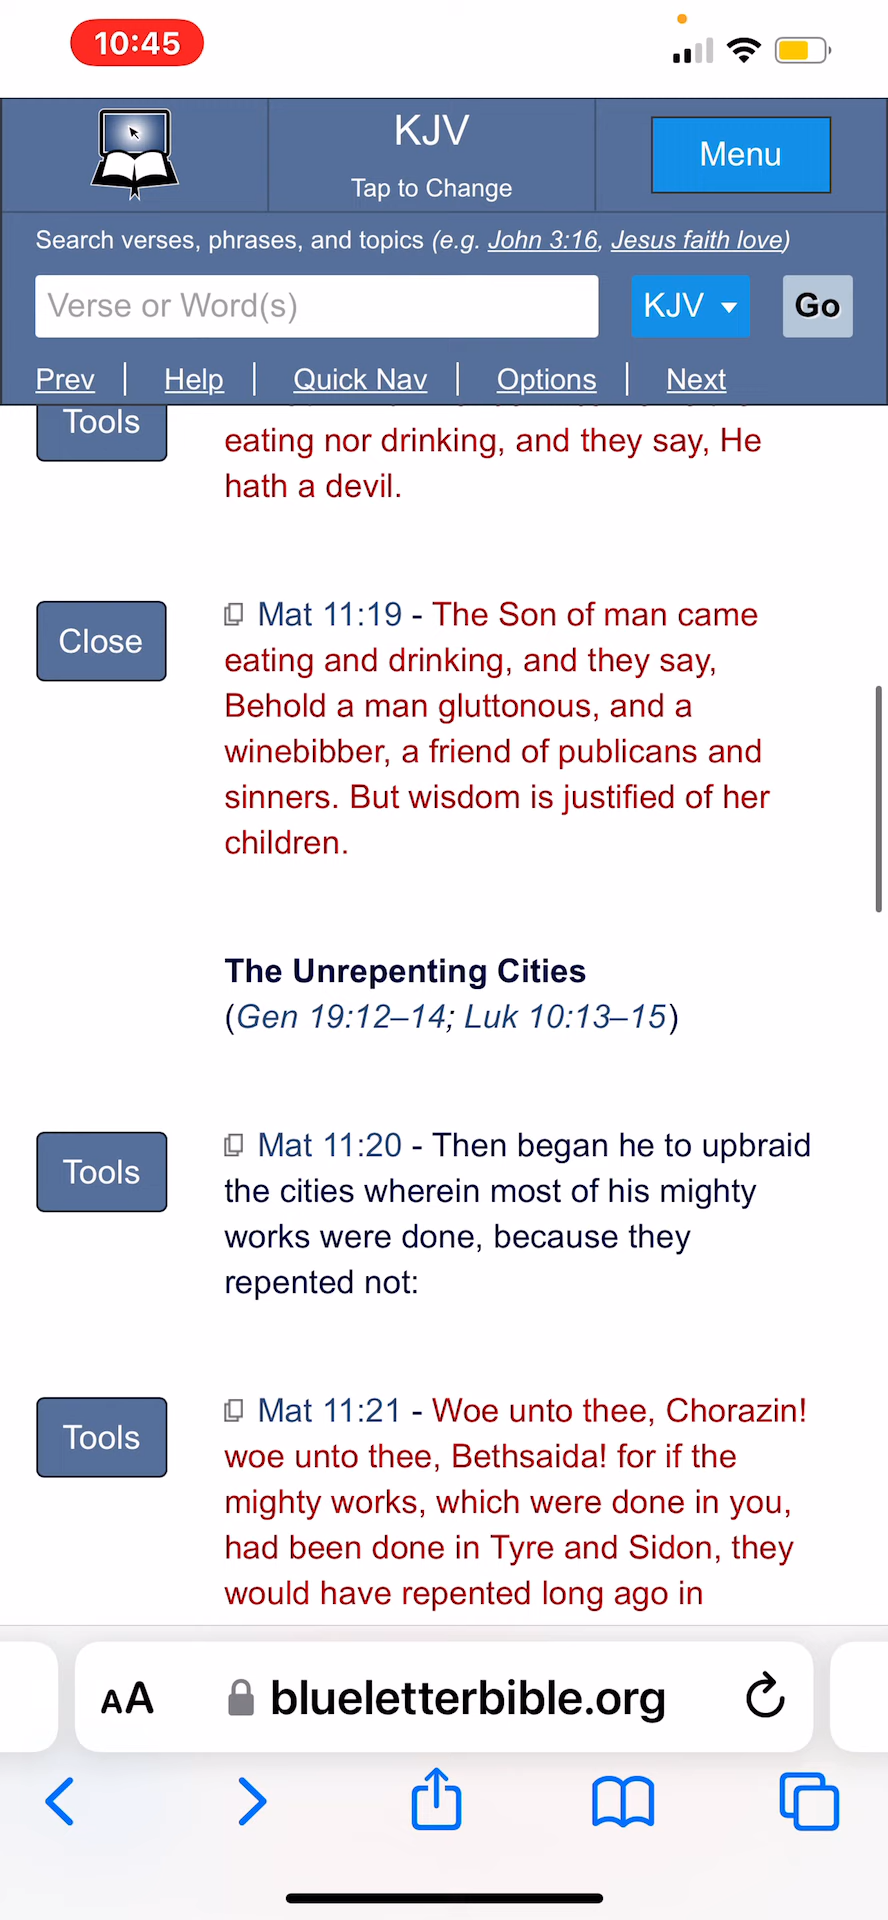 10:45
KJV
Tap to Change
Menu
Search verses, phrases, and topics (e.g. John 3:16, Jesus faith love)
Verse or Word(s)
KJV
Go
Prev | Help | Quick Nav | Options | Next
Tools
eating nor drinking, and they say, He
hath a devil.
Close
Mat 11:19 - The Son of man came
eating and drinking, and they say,
Behold a man gluttonous, and a
winebibber, a friend of publicans and
sinners. But wisdom is justified of her
children.
The Unrepenting Cities
(Gen 19:12–14; Luk 10:13–15)
Tools
Mat 11:20 - Then began he to upbraid
the cities wherein most of his mighty
works were done, because they
repented not:
Tools
Mat 11:21 - Woe unto thee, Chorazin!
woe unto thee, Bethsaida! for if the
mighty works, which were done in you,
had been done in Tyre and Sidon, they
would have repented long ago in
AA
blueletterbible.org